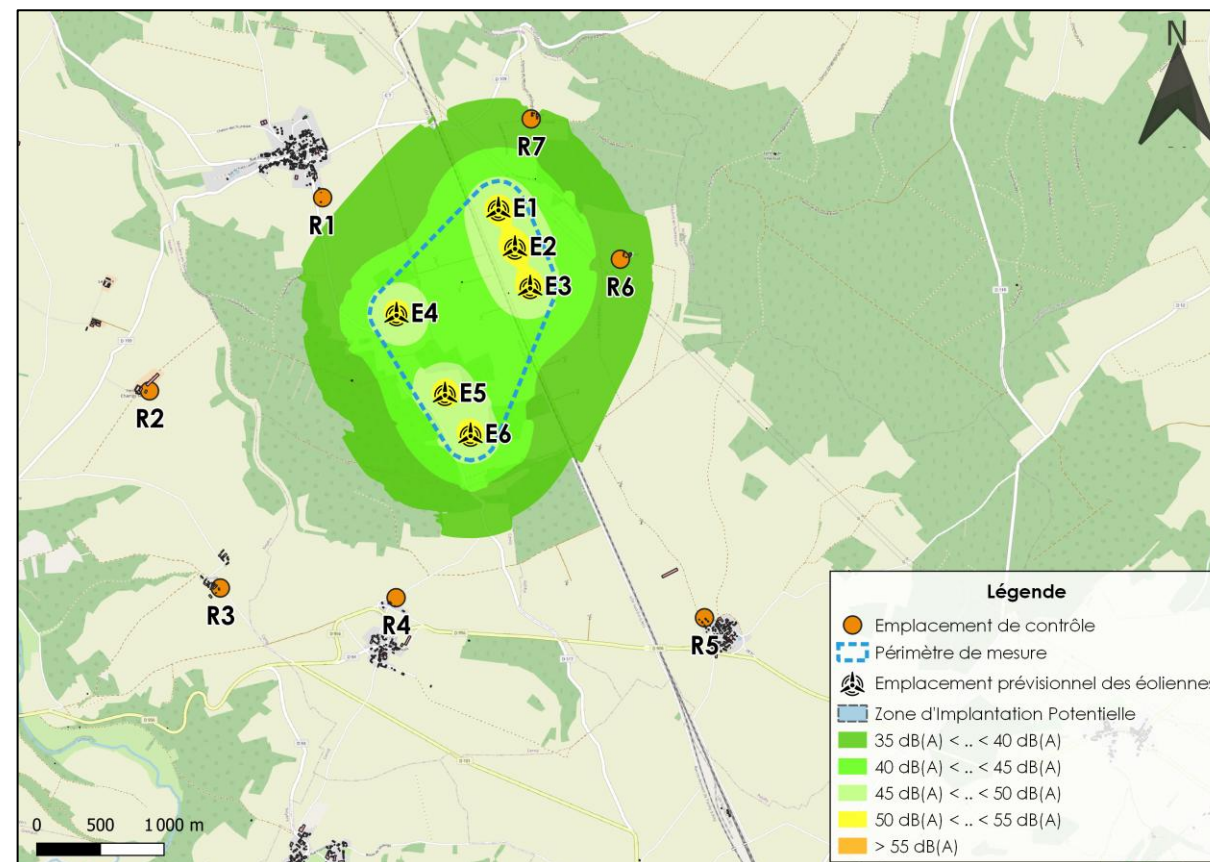 N
R7
E1
R1
E2
R6
E3
E4
R2
E5
E6
R3
R4
R5
Légende
Emplacement de contrôle
Périmètre de mesure
Emplacement prévisionnel des éoliennes
Zone d'Implantation Potentielle
35 dB(A) < .. < 40 dB(A)
40 dB(A) < .. < 45 dB(A)
45 dB(A) < .. < 50 dB(A)
50 dB(A) < .. < 55 dB(A)
> 55 dB(A)
0 500 1 000 m